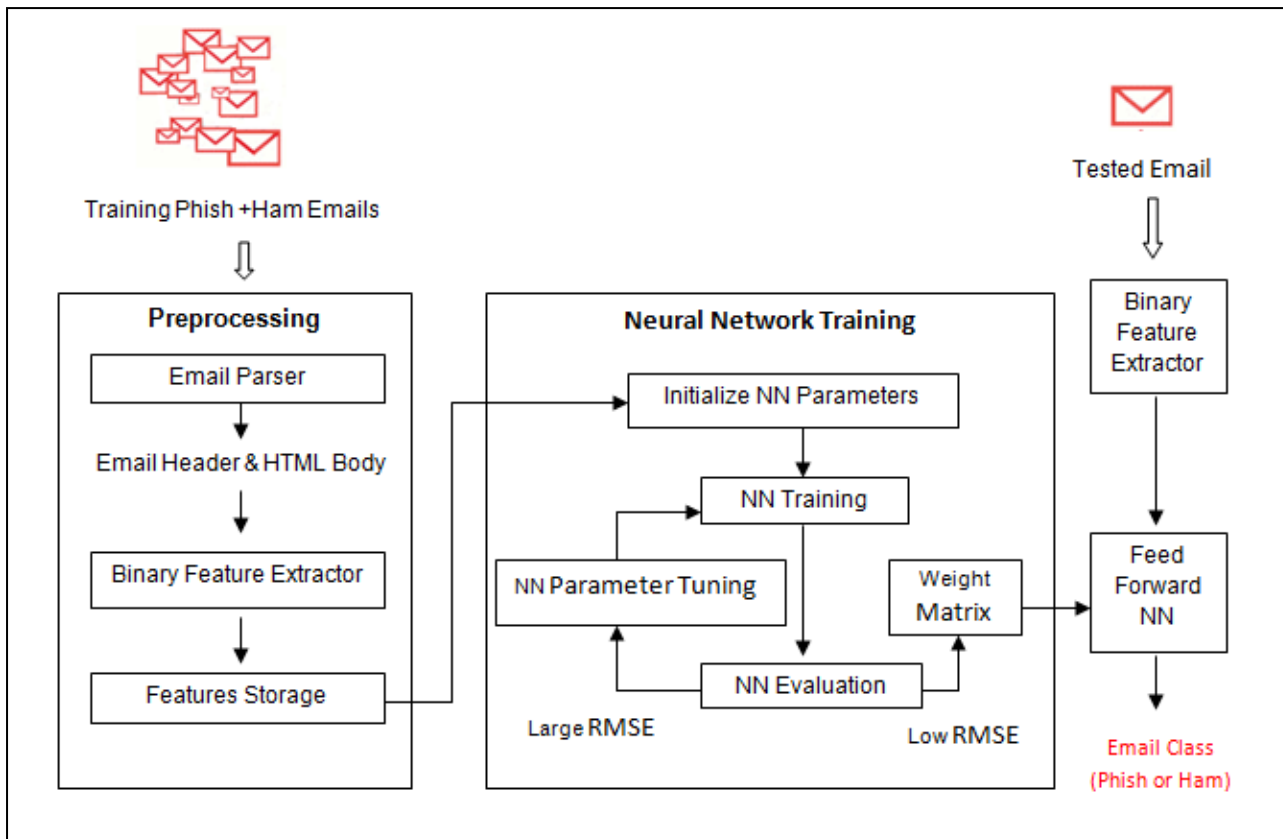 Training Phish +Ham Emails
Preprocessing
Email Parser
Email Header & HTML Body
Binary Feature Extractor
Features Storage
Neural Network Training
Initialize NN Parameters
NN Training
NN Parameter Tuning
Weight
Matrix
NN Evaluation
Large RMSE
Low RMSE
Tested Email
Binary
Feature
Extractor
Feed
Forward
NN
Email Class
(Phish or Ham)